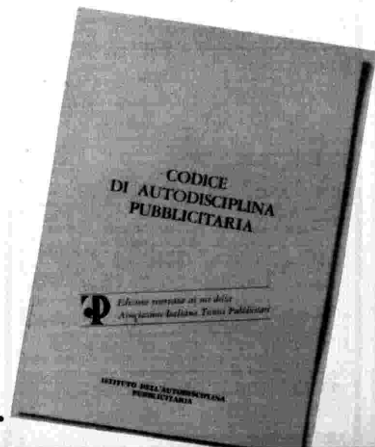 CODICE
DI AUTODISCIPLINA
PUBBLICITARIA
Edizione riservata ai soci della
Associazione Italiana Tecnici Pubblicitari
ISTITUTO DELL'AUTODISCIPLINA
PUBBLICITARIA